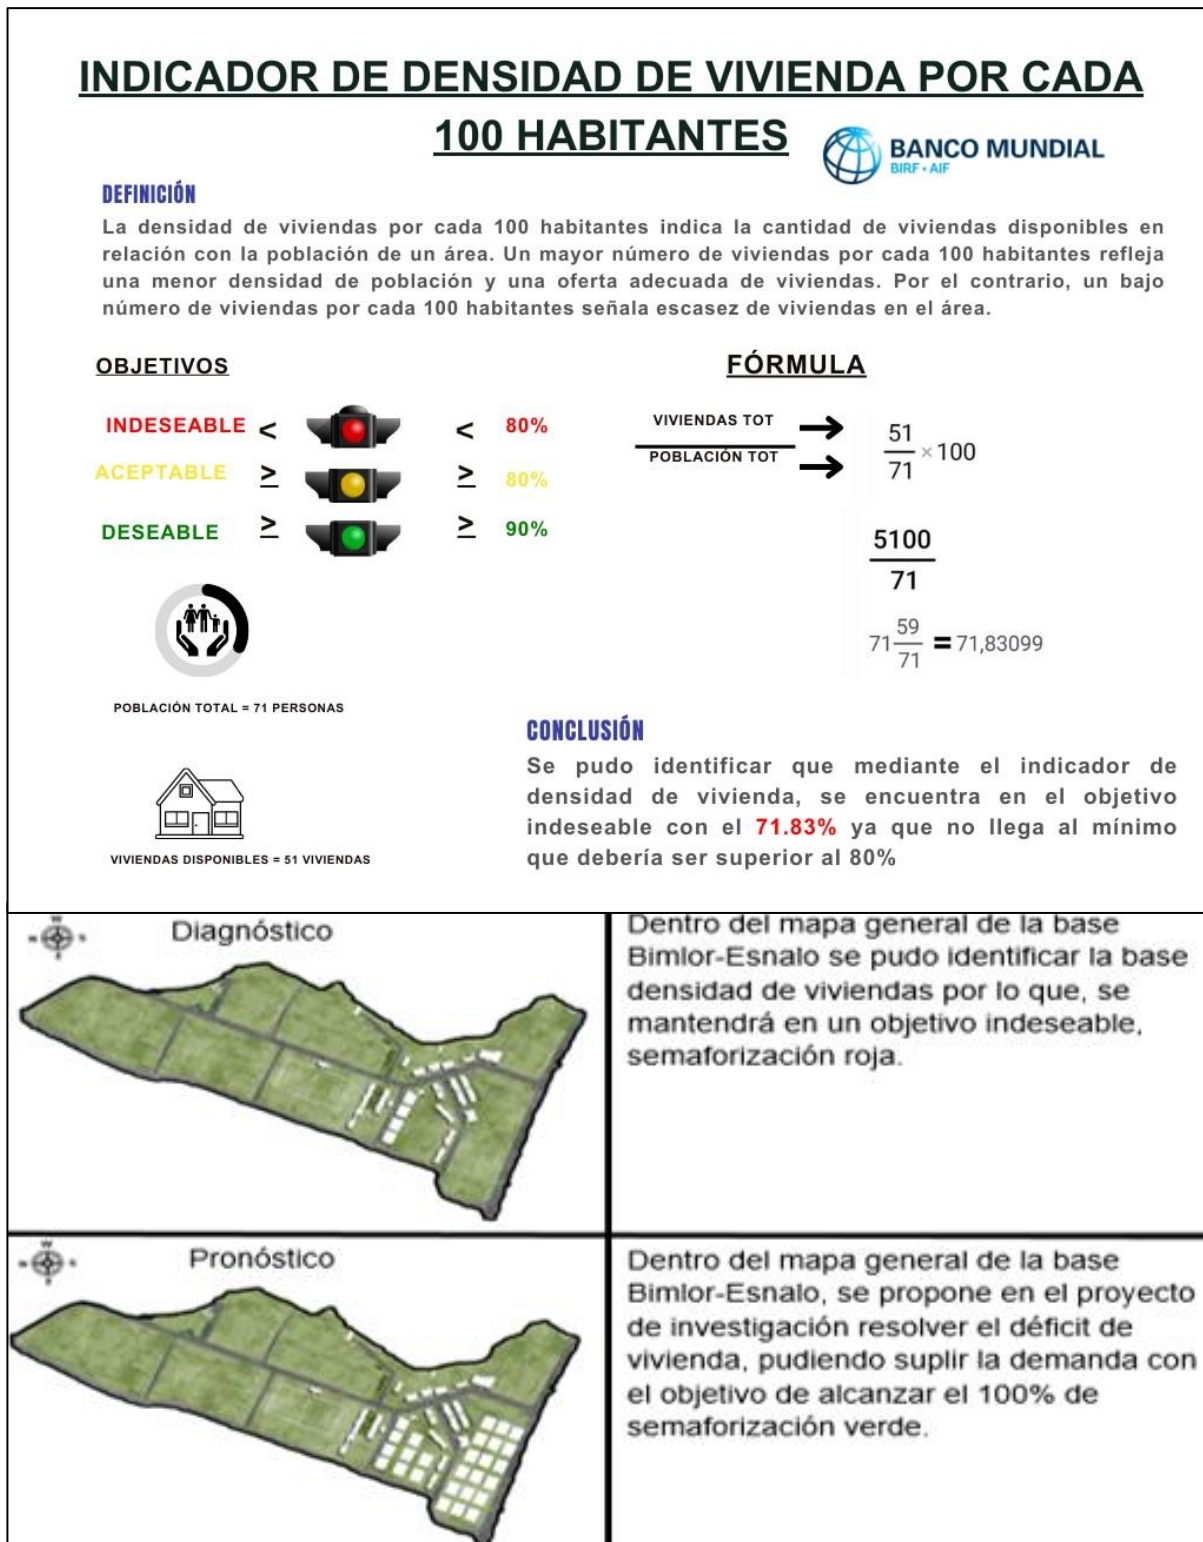 INDICADOR DE DENSIDAD DE VIVIENDA POR CADA
100 HABITANTES
BANCO MUNDIAL
BIRF • AIF
DEFINICIÓN
La densidad de viviendas por cada 100 habitantes indica la cantidad de viviendas disponibles en
relación con la población de un área. Un mayor número de viviendas por cada 100 habitantes refleja
una menor densidad de población y una oferta adecuada de viviendas. Por el contrario, un bajo
número de viviendas por cada 100 habitantes señala escasez de viviendas en el área.
OBJETIVOS
INDESEABLE < < 80%
ACEPTABLE ≥ ≥ 80%
DESEABLE ≥ ≥ 90%
POBLACIÓN TOTAL = 71 PERSONAS
VIVIENDAS DISPONIBLES = 51 VIVIENDAS
FÓRMULA
VIVIENDAS TOT
POBLACIÓN TOT
51
71
× 100
5100
71
71 59/71 = 71,83099
CONCLUSIÓN
Se pudo identificar que mediante el indicador de
densidad de vivienda, se encuentra en el objetivo
indeseable con el 71.83% ya que no llega al mínimo
que debería ser superior al 80%
Diagnóstico
Dentro del mapa general de la base
Bimlor-Esnalo se pudo identificar la base
densidad de viviendas por lo que, se
mantendrá en un objetivo indeseable,
semaforización roja.
Pronóstico
Dentro del mapa general de la base
Bimlor-Esnalo, se propone en el proyecto
de investigación resolver el déficit de
vivienda, pudiendo suplir la demanda con
el objetivo de alcanzar el 100% de
semaforización verde.